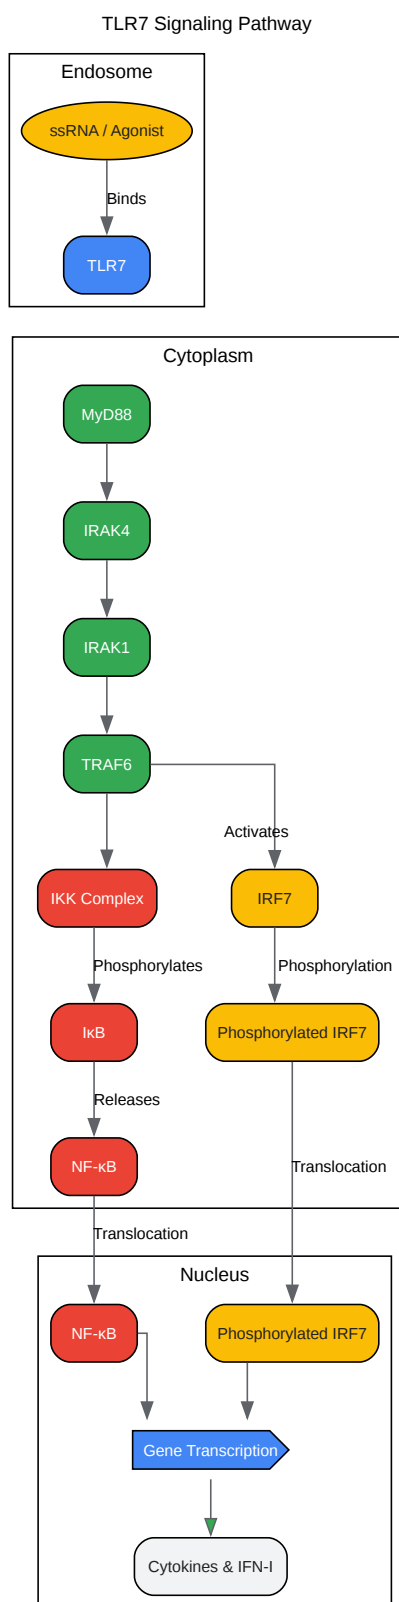 TLR7 Signaling Pathway
Endosome
ssRNA / Agonist
Binds
TLR7
Cytoplasm
MyD88
IRAK4
IRAK1
TRAF6
Activates
IKK Complex
IRF7
Phosphorylates
Phosphorylation
IκB
Phosphorylated IRF7
Releases
NF-κB
Translocation
Translocation
Nucleus
NF-κB
Phosphorylated IRF7
Gene Transcription
Cytokines & IFN-I